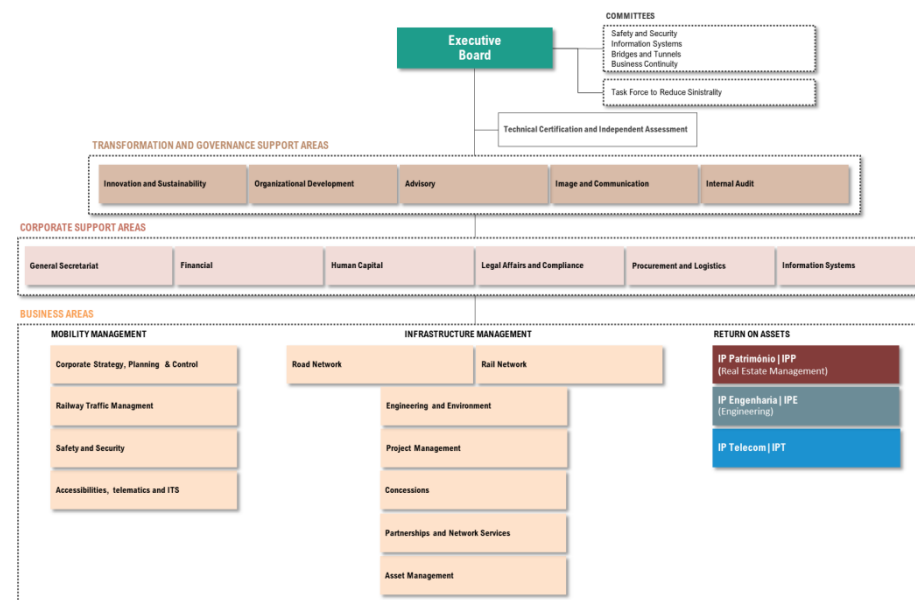 COMMITTEES
Executive
Board
Safety and Security
Information Systems
Bridges and Tunnels
Business Continuity
Task Force to Reduce Sinistrality
Technical Certification and Independent Assessment
TRANSFORMATION AND GOVERNANCE SUPPORT AREAS
Innovation and Sustainability
Organizational Development
Advisory
Image and Communication
Internal Audit
CORPORATE SUPPORT AREAS
General Secretariat
Financial
Human Capital
Legal Affairs and Compliance
Procurement and Logistics
Information Systems
BUSINESS AREAS
MOBILITY MANAGEMENT
Corporate Strategy, Planning & Control
Railway Traffic Managment
Safety and Security
Accessibilities, telematics and ITS
INFRASTRUCTURE MANAGEMENT
Road Network
Rail Network
Engineering and Environment
Project Management
Concessions
Partnerships and Network Services
Asset Management
RETURN ON ASSETS
IP Património | IPP
(Real Estate Management)
IP Engenharia | IPE
(Engineering)
IP Telecom | IPT